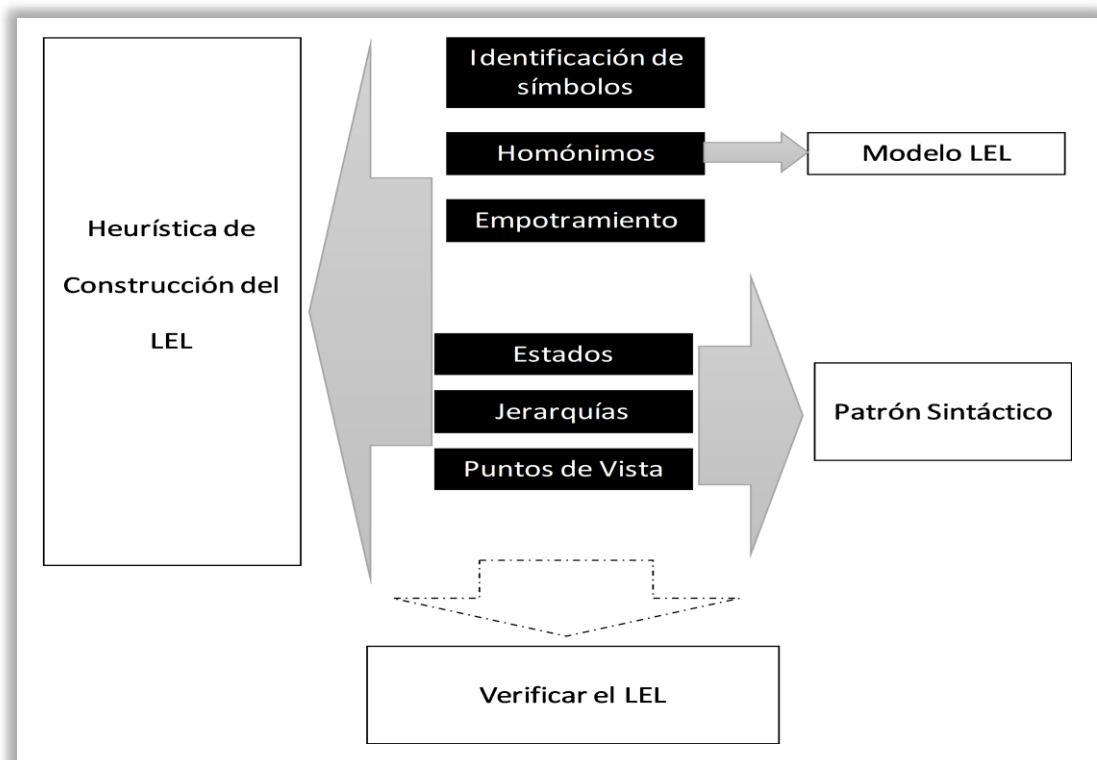 Identificación de
símbolos
Homónimos
Modelo LEL
Empotramiento
Heurística de
Construcción del
LEL
Estados
Jerarquías
Puntos de Vista
Patrón Sintáctico
Verificar el LEL